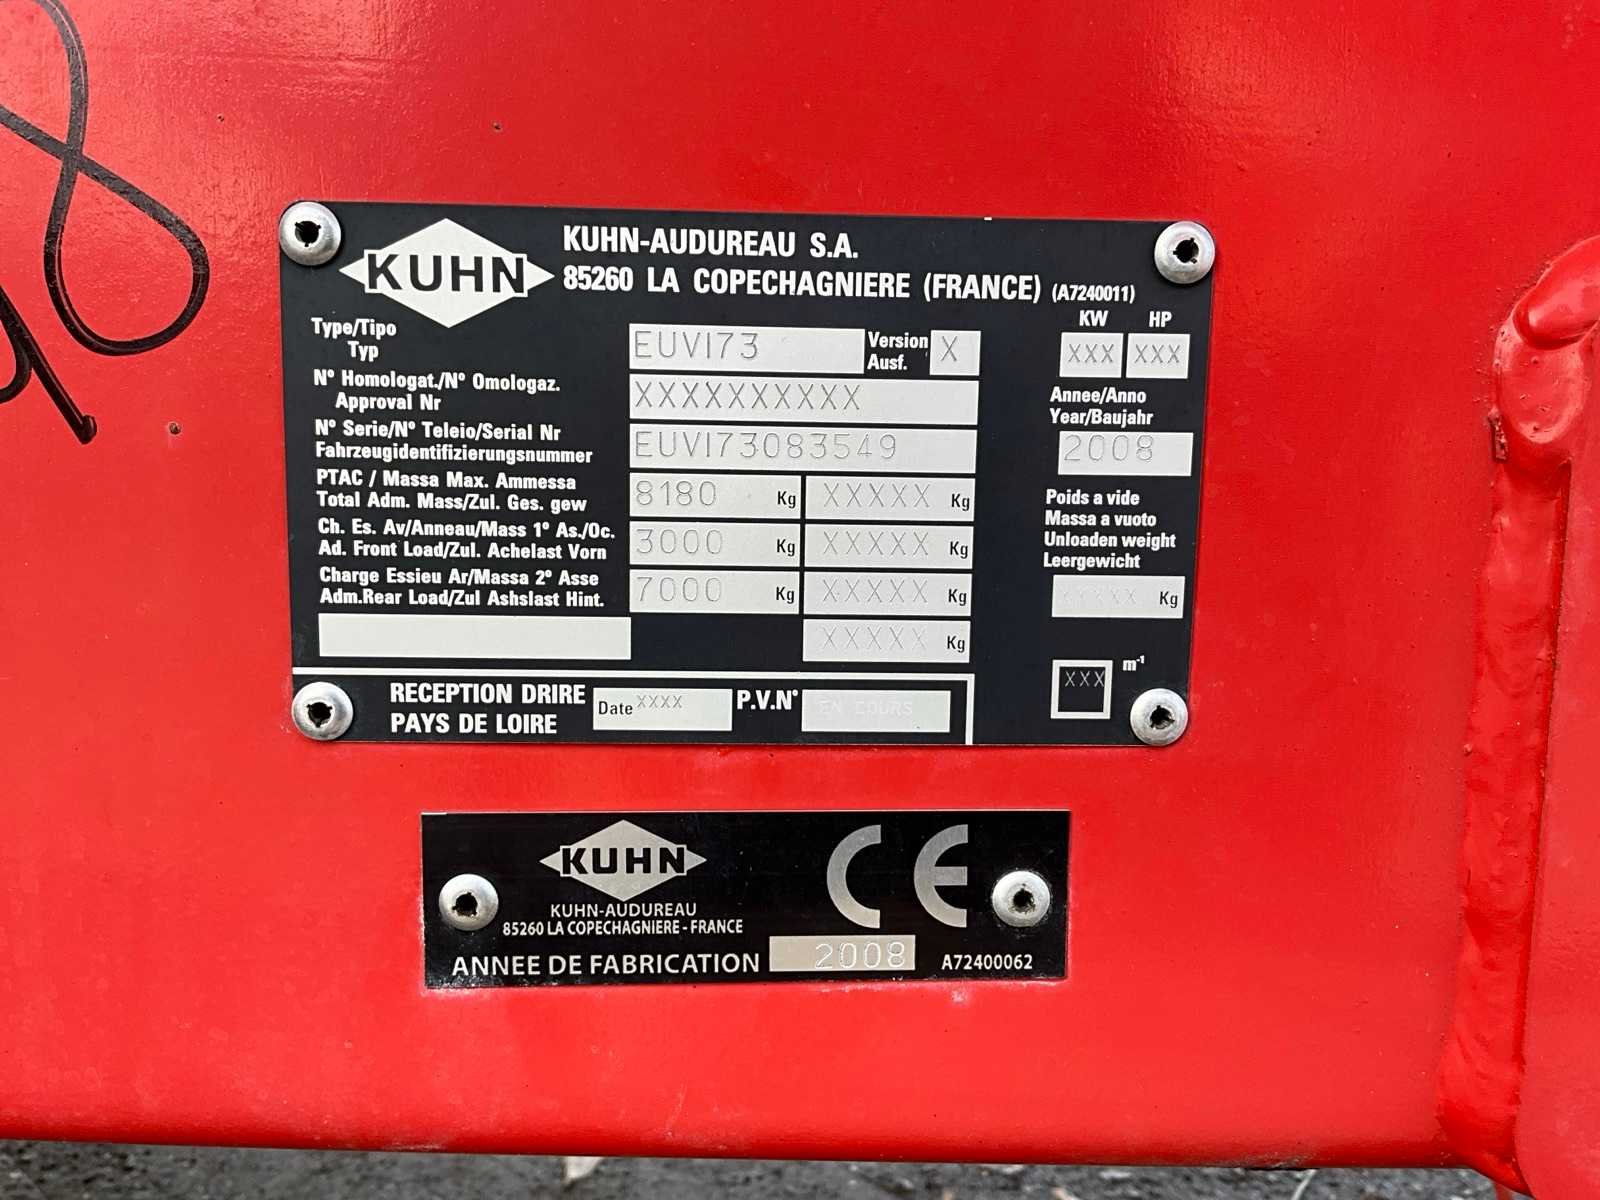 KUHN
KUHN-AUDUREAU S.A.
85260 LA COPECHAGNIERE (FRANCE) (A7240011)
Type/Tipo
Typ
EUVI73
Version
Ausf.
X
KW HP
XXX XXX
N° Homologat./N° Omologaz.
Approval Nr
XXXXXXXXXX
Annee/Anno
Year/Baujahr
2008
N° Serie/N° Teleio/Serial Nr
Fahrzeugidentifizierungsnummer
EUVI73083549
PTAC / Massa Max. Ammessa
Total Adm. Mass/Zul. Ges. gew
8180 Kg XXXXX Kg
Ch. Es. Av/Anneau/Mass 1° As./Oc.
Ad. Front Load/Zul. Achelast Vorn
3000 Kg XXXXX Kg
Charge Essieu Ar/Massa 2° Asse
Adm.Rear Load/Zul Ashslast Hint.
7000 Kg XXXXX Kg
XXXXX Kg
Poids a vide
Massa a vuoto
Unloaden weight
Leergewicht
XXXXX Kg
m-1
XXX
RECEPTION DRIRE
PAYS DE LOIRE
Date XXXX
P.V.N° EN COURS
KUHN
KUHN-AUDUREAU
85260 LA COPECHAGNIERE - FRANCE
CE
ANNEE DE FABRICATION 2008 A72400062